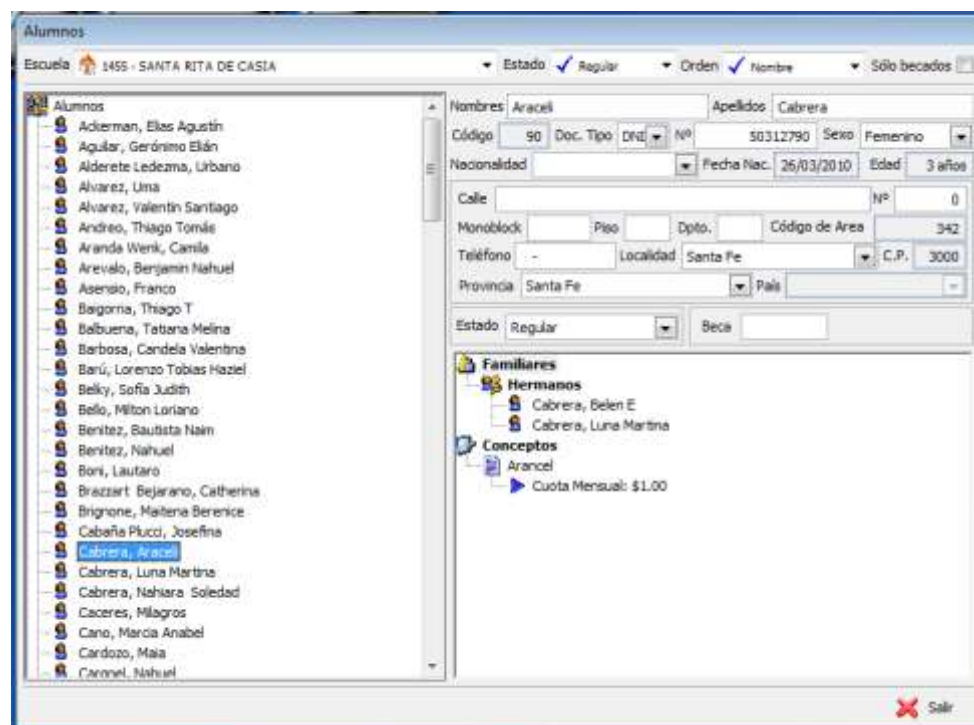 Alumnos
Escuela 1455 - SANTA RITA DE CASIA Estado Regular Orden Nombre Sólo becados
Alumnos
Ackerman, Elias Agustín
Aguilar, Gerónimo Elián
Alderete Ledezma, Urbano
Alvarez, Uma
Alvarez, Valentin Santiago
Andreo, Thiago Tomás
Aranda Wenk, Camila
Arevalo, Benjamin Nahuel
Asensio, Franco
Baigorria, Thiago T
Balbuena, Tatiana Melina
Barbosa, Candela Valentina
Barú, Lorenzo Tobias Haziel
Belky, Sofía Judith
Bello, Milton Loriano
Benitez, Bautista Naim
Benitez, Nahuel
Boni, Lautaro
Brazzart Bejarano, Catherina
Brignone, Maitena Berenice
Cabaña Plucci, Josefina
Cabrera, Araceli
Cabrera, Luna Martina
Cabrera, Nahiara Soledad
Caceres, Milagros
Cano, Marcia Anabel
Cardozo, Maia
Caronel, Nahuel
Nombres Araceli Apellidos Cabrera
Código 90 Doc. Tipo DNI Nº 50312790 Sexo Femenino
Nacionalidad Fecha Nac. 26/03/2010 Edad 3 años
Calle Nº 0
Monoblock Piso Dpto. Código de Area 342
Teléfono - Localidad Santa Fe C.P. 3000
Provincia Santa Fe País
Estado Regular Beca
Familiares
Hermanos
Cabrera, Belen E
Cabrera, Luna Martina
Conceptos
Arancel
Cuota Mensual: $1.00
Salir